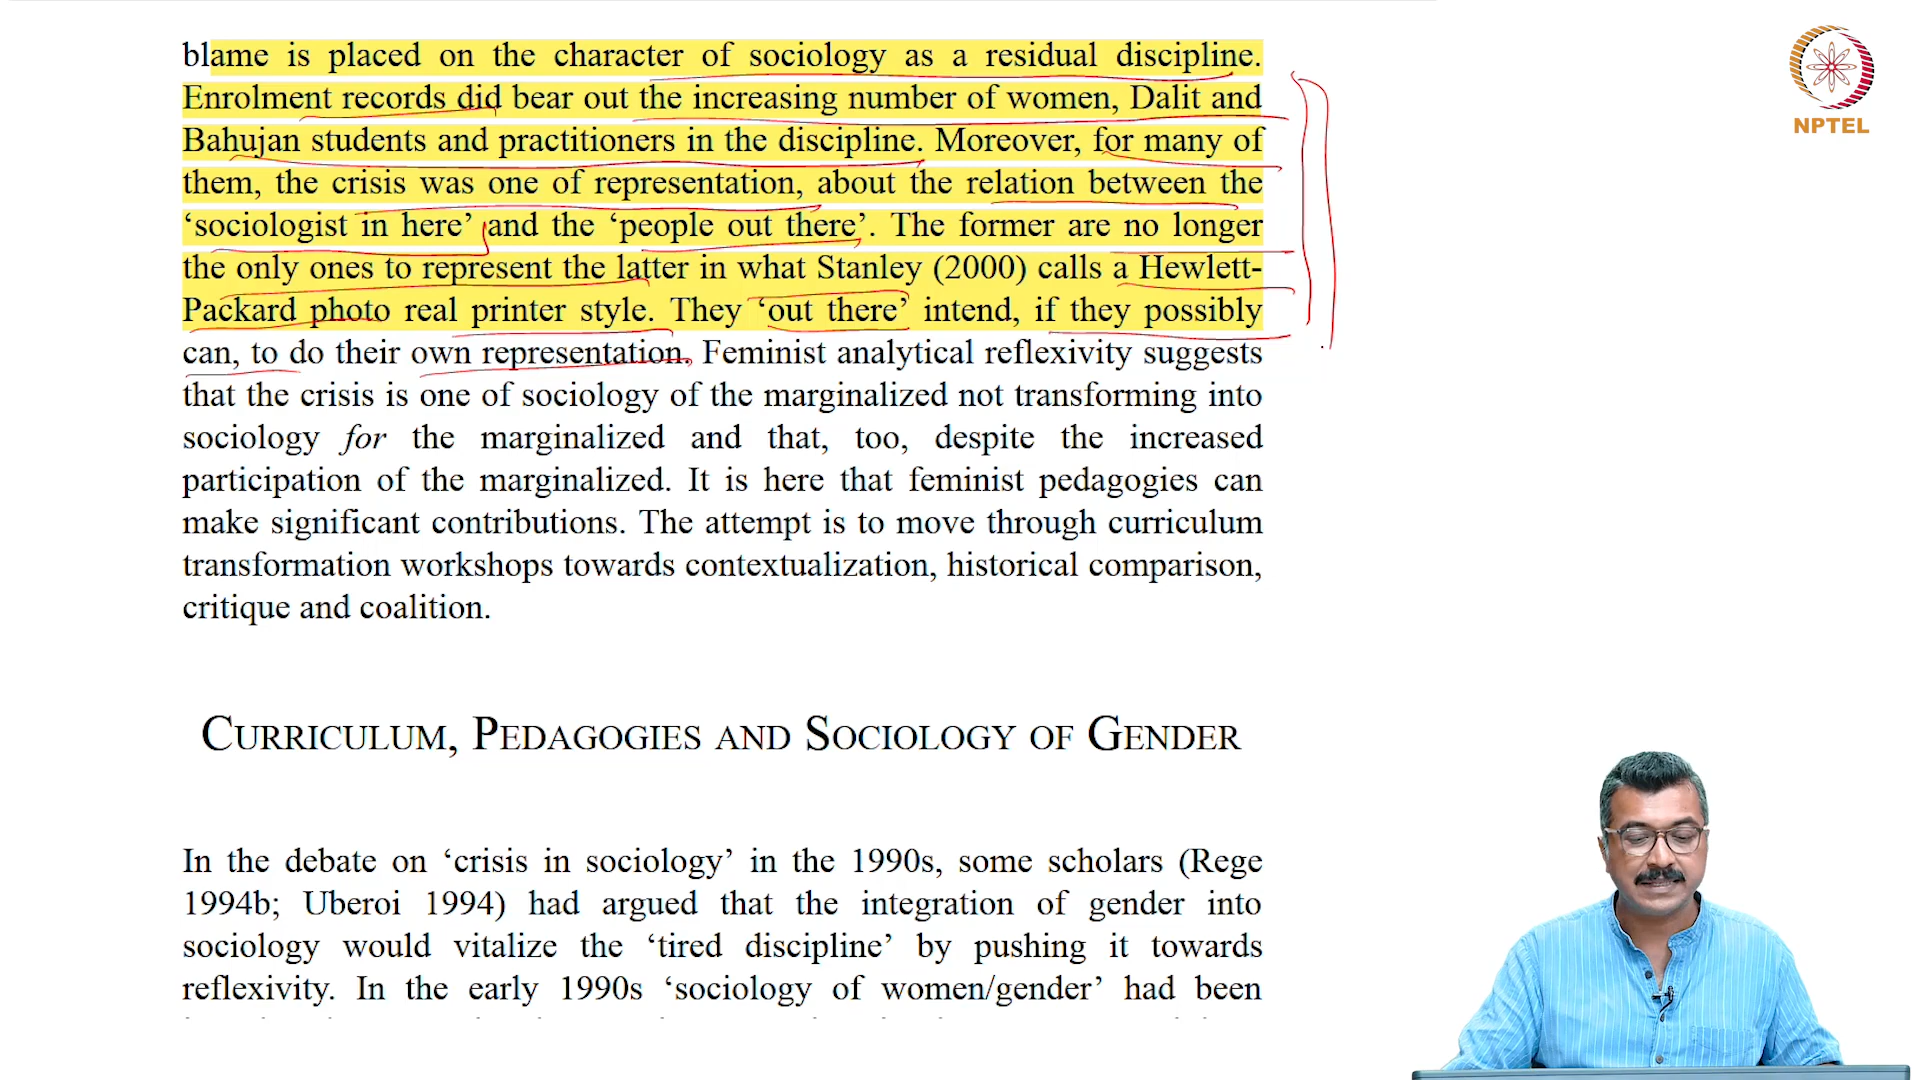 blame is placed on the character of sociology as a residual discipline.
Enrolment records did bear out the increasing number of women, Dalit and
Bahujan students and practitioners in the discipline. Moreover, for many of
them, the crisis was one of representation, about the relation between the
‘sociologist in here’ and the ‘people out there’. The former are no longer
the only ones to represent the latter in what Stanley (2000) calls a Hewlett-
Packard photo real printer style. They ‘out there’ intend, if they possibly
can, to do their own representation. Feminist analytical reflexivity suggests
that the crisis is one of sociology of the marginalized not transforming into
sociology for the marginalized and that, too, despite the increased
participation of the marginalized. It is here that feminist pedagogies can
make significant contributions. The attempt is to move through curriculum
transformation workshops towards contextualization, historical comparison,
critique and coalition.
CURRICULUM, PEDAGOGIES AND SOCIOLOGY OF GENDER
In the debate on ‘crisis in sociology’ in the 1990s, some scholars (Rege
1994b; Uberoi 1994) had argued that the integration of gender into
sociology would vitalize the ‘tired discipline’ by pushing it towards
reflexivity. In the early 1990s ‘sociology of women/gender’ had been
NPTEL